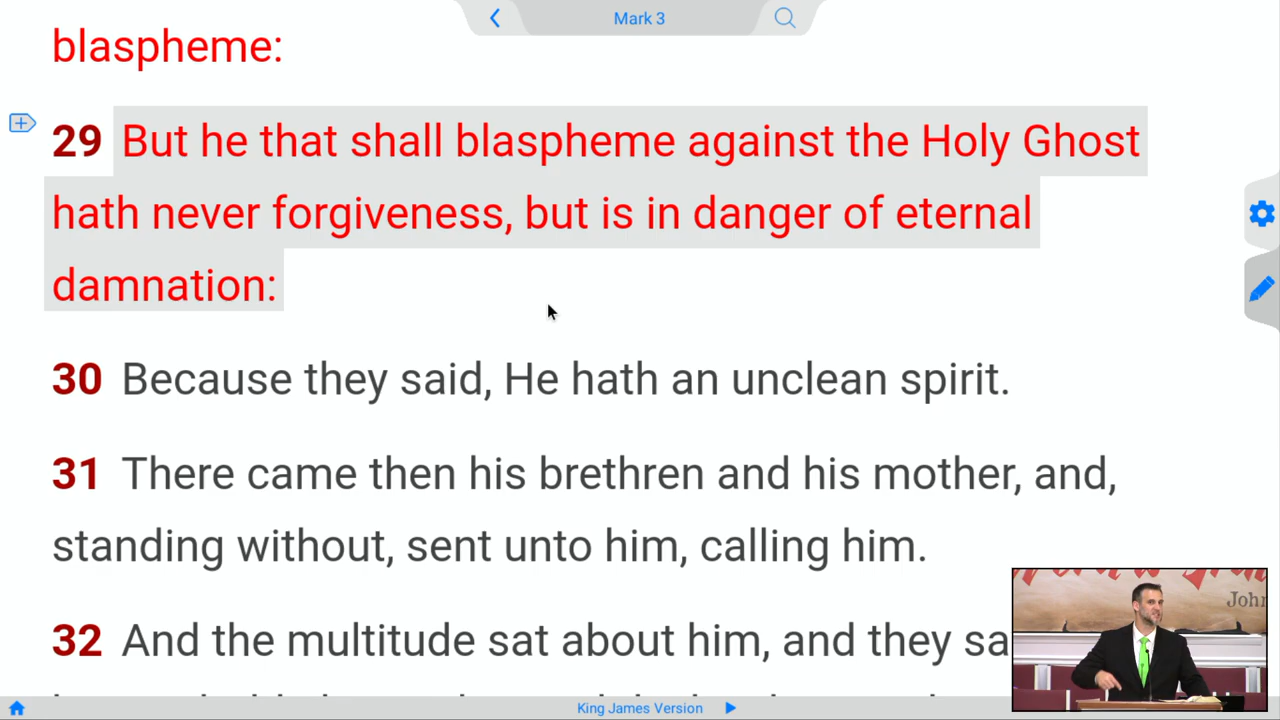 Mark 3
blaspheme:
29 But he that shall blaspheme against the Holy Ghost
hath never forgiveness, but is in danger of eternal
damnation:
30 Because they said, He hath an unclean spirit.
31 There came then his brethren and his mother, and,
standing without, sent unto him, calling him.
32 And the multitude sat about him, and they sa
John
King James Version